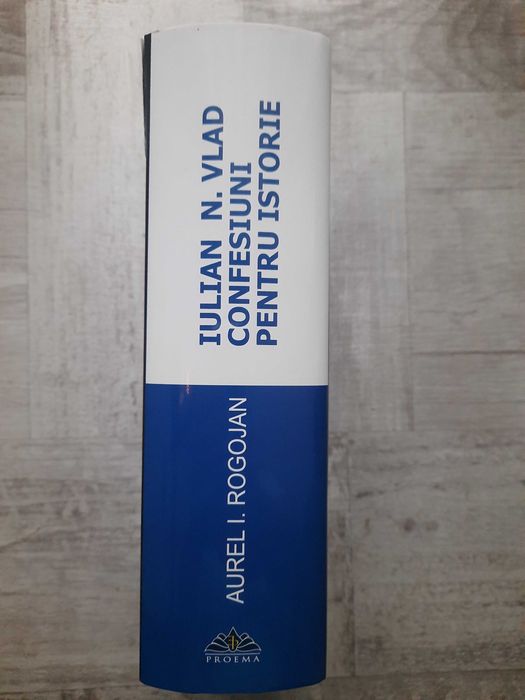 IULIAN N. VLAD
CONFESIUNI
PENTRU ISTORIE
AUREL I. ROGOJAN
PROEMA